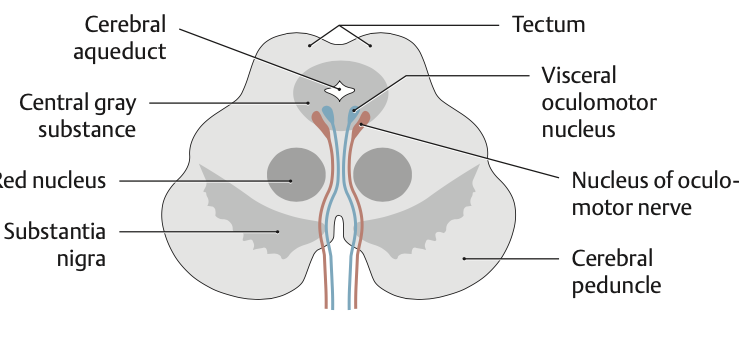 Cerebral
aqueduct
Tectum
Visceral
oculomotor
nucleus
Central gray
substance
Red nucleus
Nucleus of oculo-
motor nerve
Substantia
nigra
Cerebral
peduncle